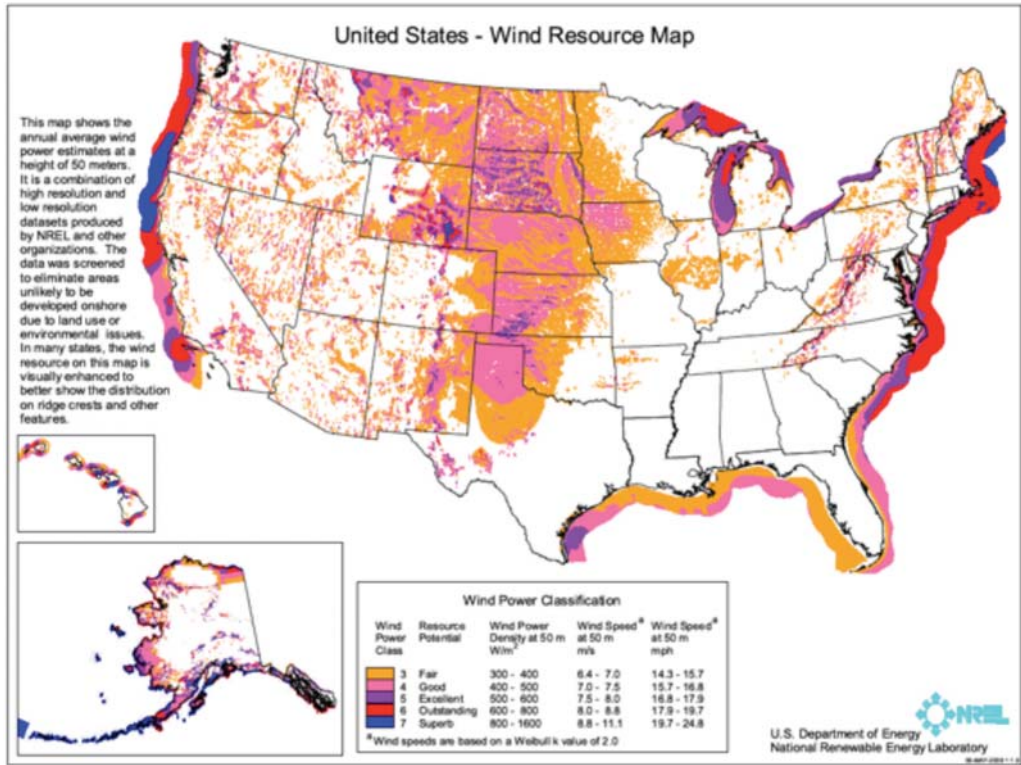 United States - Wind Resource Map
This map shows the
annual average wind
power estimates at a
height of 50 meters.
It is a combination of
high resolution and
low resolution
datasets produced
by NREL and other
organizations. The
data was screened
to eliminate areas
unlikely to be
developed onshore
due to land use or
environmental issues.
In many states, the wind
resource on this map is
visually enhanced to
better show the distribution
on ridge crests and other
features.
Wind Power Classification
Wind Resource Wind Power Wind Speed a Wind Speed a
Power Potential Density at 50 m at 50 m at 50 m
Class W/m2 m/s mph
3 Fair 300 - 400 6.4 - 7.0 14.3 - 15.7
4 Good 400 - 500 7.0 - 7.5 15.7 - 16.8
5 Excellent 500 - 600 7.5 - 8.0 16.8 - 17.9
6 Outstanding 600 - 800 8.0 - 8.8 17.9 - 19.7
7 Superb 800 - 1600 8.8 - 11.1 19.7 - 24.8
a Wind speeds are based on a Weibull k value of 2.0
NREL
U.S. Department of Energy
National Renewable Energy Laboratory